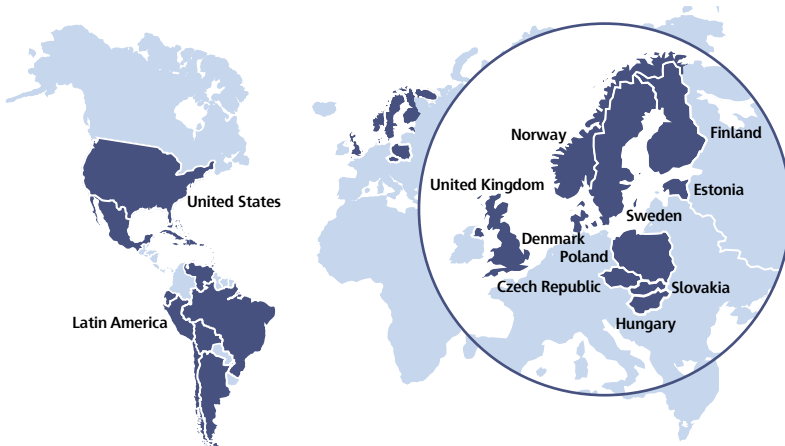 Norway
Finland
United Kingdom
Estonia
United States
Sweden
Denmark
Poland
Czech Republic
Slovakia
Latin America
Hungary